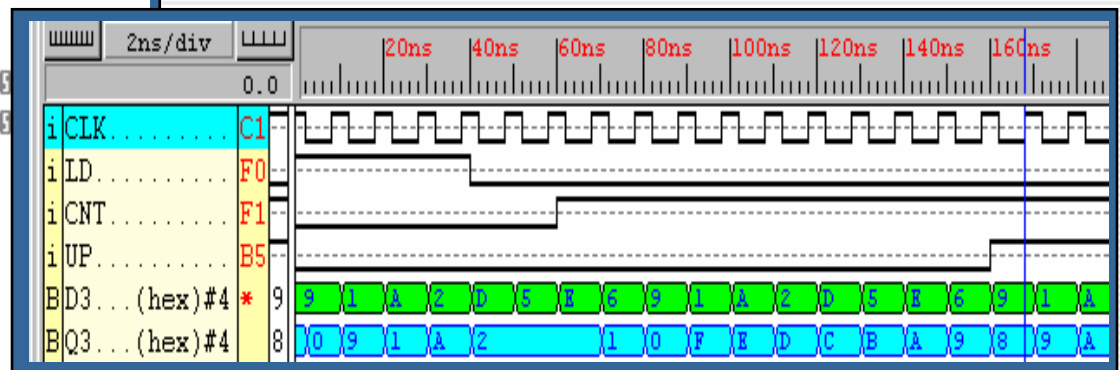 2ns/div
20ns 40ns 60ns 80ns 100ns 120ns 140ns 160ns
0.0
i CLK......... C1
i LD.......... F0
i CNT......... F1
i UP.......... B5
B D3...(hex)#4 * 9 9 1 A 2 D 5 E 6 9 1 A 2 D 5 E 6 9 1 A
B Q3...(hex)#4 8 0 9 1 A 2 1 0 F E D C B A 9 8 9 A
5
5